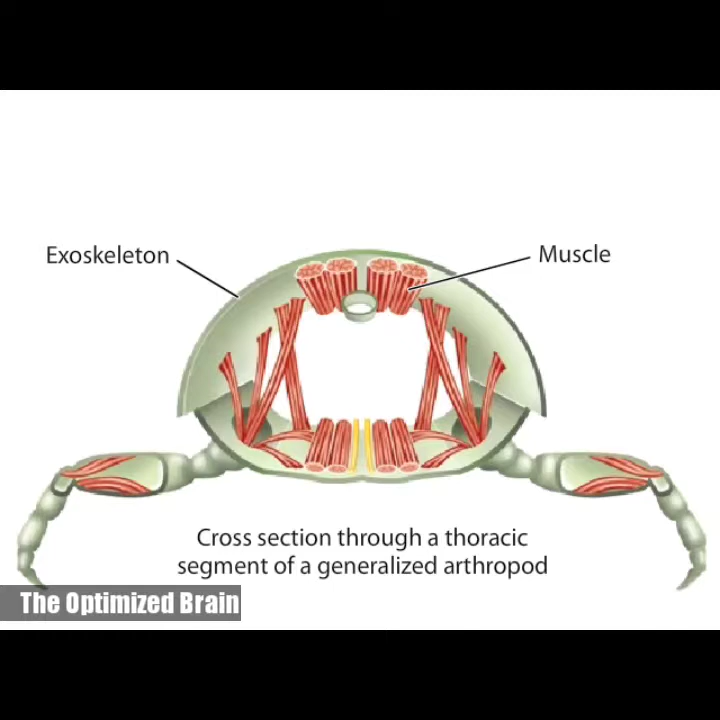 Exoskeleton
Muscle
Cross section through a thoracic
segment of a generalized arthropod
The Optimized Brain